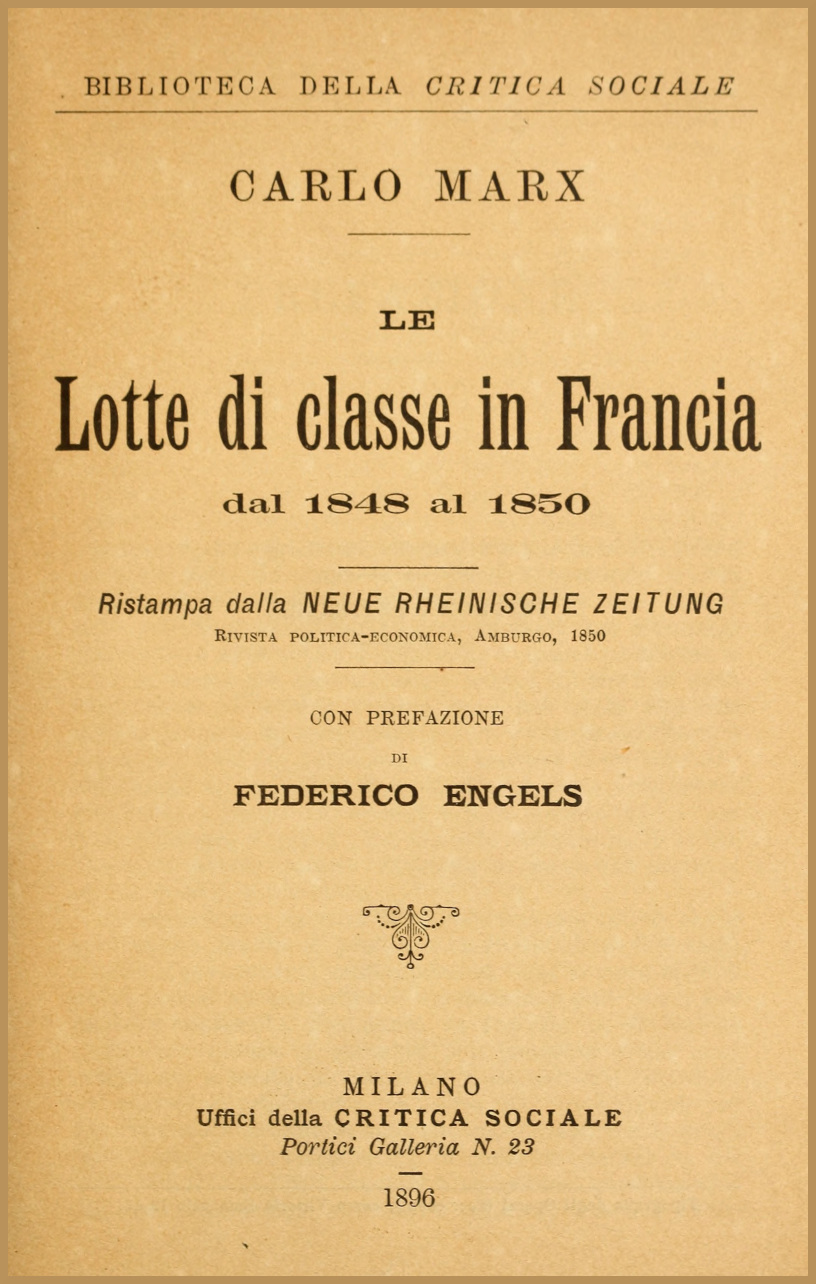 BIBLIOTECA DELLA CRITICA SOCIALE
CARLO MARX
LE
Lotte di classe in Francia
dal 1848 al 1850
Ristampa dalla NEUE RHEINISCHE ZEITUNG
RIVISTA POLITICA-ECONOMICA, AMBURGO, 1850
CON PREFAZIONE
DI
FEDERICO ENGELS
MILANO
Uffici della CRITICA SOCIALE
Portici Galleria N. 23
1896